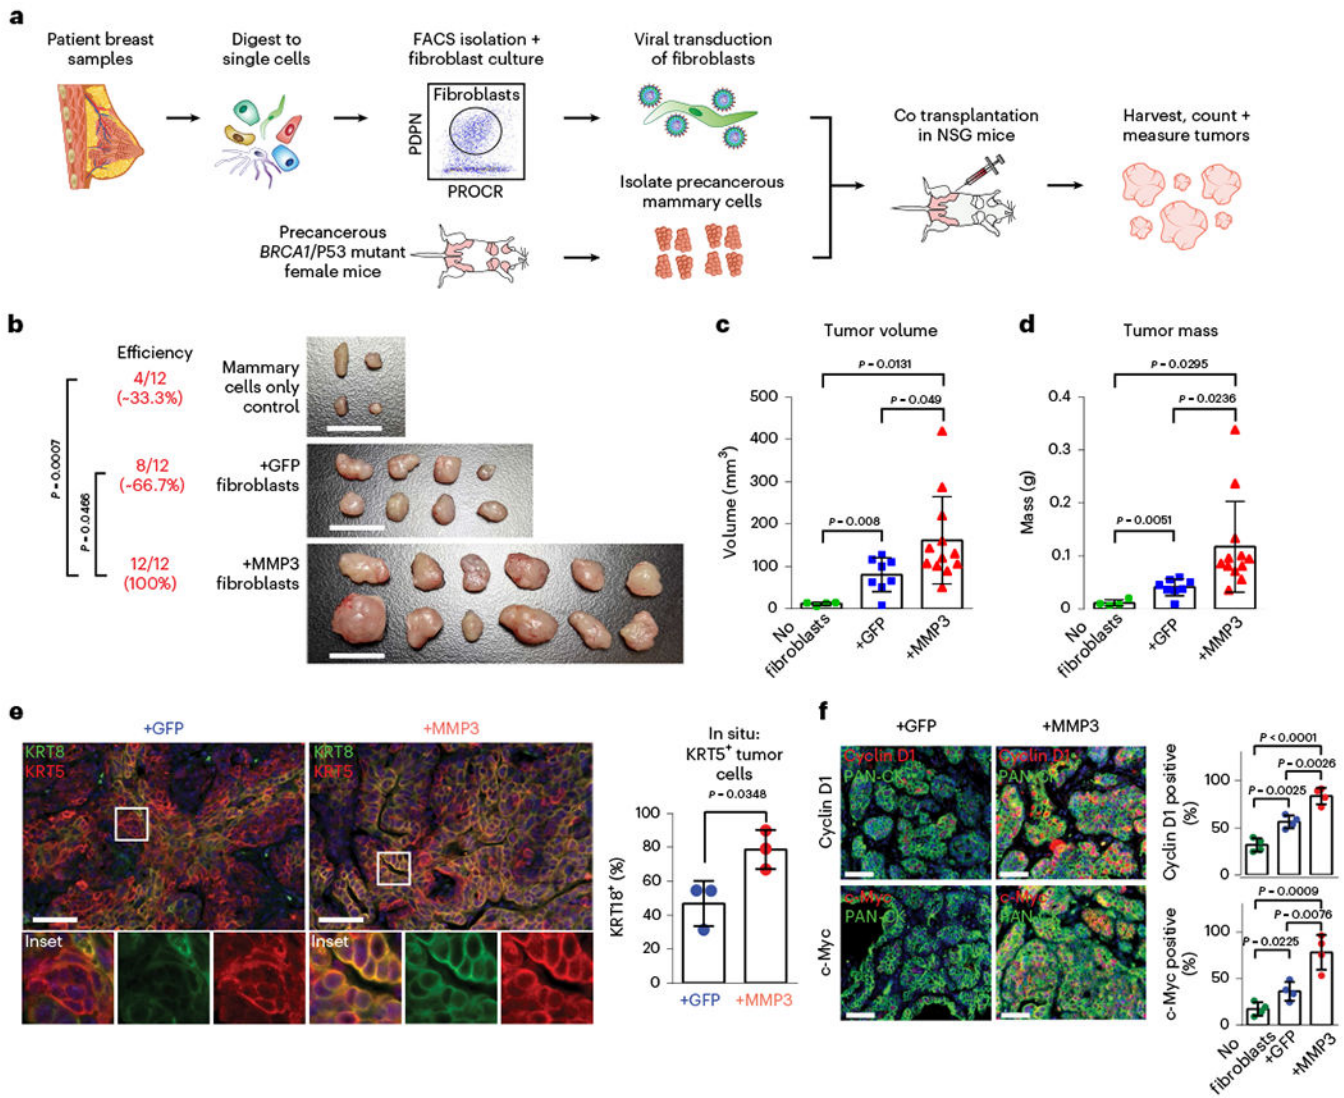 a
Patient breast
samples
Digest to
single cells
FACS isolation +
fibroblast culture
Fibroblasts
PDPN
PROCR
Viral transduction
of fibroblasts
Isolate precancerous
mammary cells
Precancerous
BRCA1/P53 mutant
female mice
Co transplantation
in NSG mice
Harvest, count +
measure tumors
b
Efficiency
4/12
(~33.3%)
Mammary
cells only
control
8/12
(~66.7%)
+GFP
fibroblasts
12/12
(100%)
+MMP3
fibroblasts
P = 0.0007
P = 0.0466
c
Tumor volume
P = 0.0131
P = 0.049
P = 0.008
Volume (mm³)
500
400
300
200
100
0
No
fibroblasts
+GFP
+MMP3
d
Tumor mass
P = 0.0295
P = 0.0236
P = 0.0051
Mass (g)
0.4
0.3
0.2
0.1
0
No
fibroblasts
+GFP
+MMP3
e
+GFP
+MMP3
KRT8
KRT5
KRT8
KRT5
Inset
Inset
In situ:
KRT5⁺ tumor
cells
P = 0.0348
KRT18⁺ (%)
100
80
60
40
20
0
+GFP
+MMP3
f
+GFP
+MMP3
Cyclin D1
Cyclin D1
PAN-CK
Cyclin D1
PAN-CK
c-Myc
c-Myc
PAN-CK
c-Myc
PAN-CK
P < 0.0001
P = 0.0026
P = 0.0025
Cyclin D1 positive
(%)
100
50
0
P = 0.0009
P = 0.0076
P = 0.0225
c-Myc positive
(%)
100
50
0
No
fibroblasts
+GFP
+MMP3